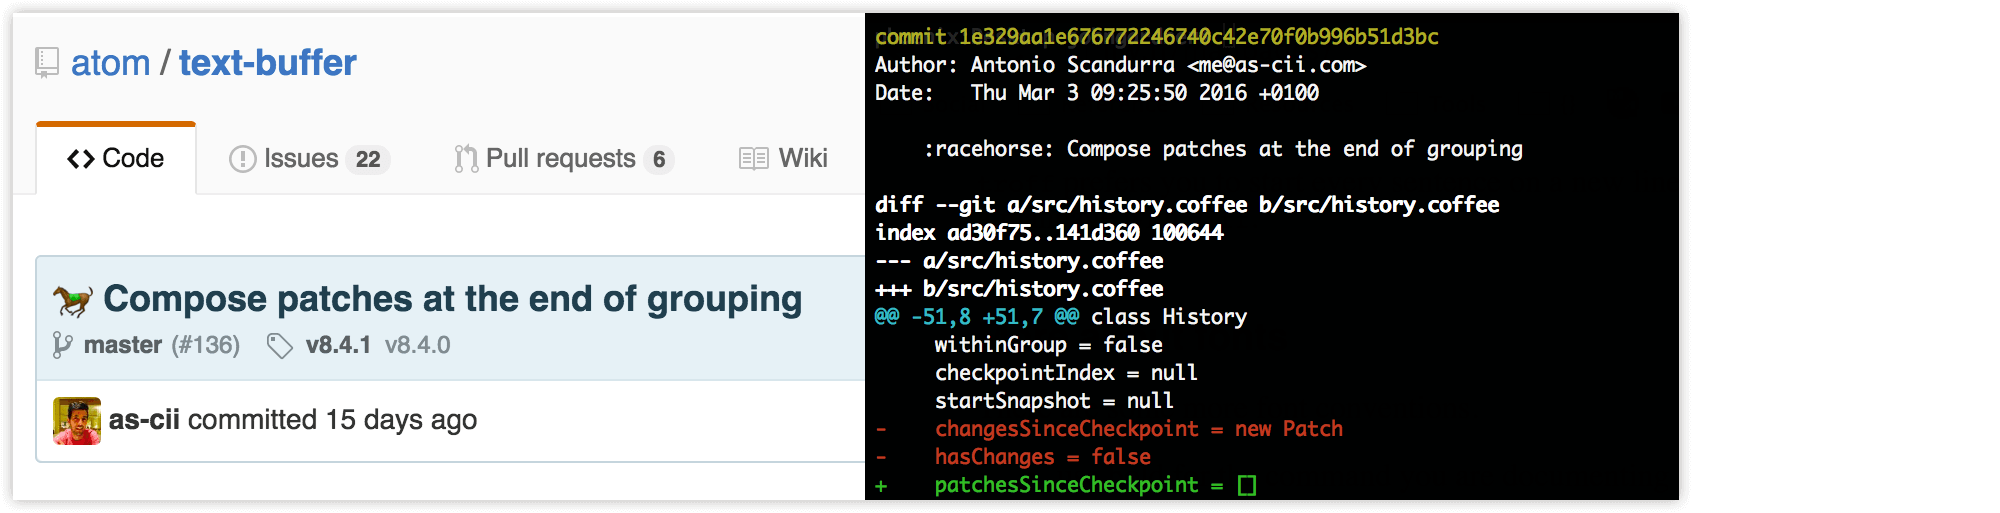 atom / text-buffer
Code
Issues 22
Pull requests 6
Wiki
Compose patches at the end of grouping
master (#136) v8.4.1 v8.4.0
as-cii committed 15 days ago
commit 1e329aa1e676772246740c42e70f0b996b51d3bc
Author: Antonio Scandurra <me@as-cii.com>
Date:   Thu Mar 3 09:25:50 2016 +0100
:racehorse: Compose patches at the end of grouping
diff --git a/src/history.coffee b/src/history.coffee
index ad30f75..141d360 100644
--- a/src/history.coffee
+++ b/src/history.coffee
@@ -51,8 +51,7 @@ class History
withinGroup = false
checkpointIndex = null
startSnapshot = null
-    changesSinceCheckpoint = new Patch
-    hasChanges = false
+    patchesSinceCheckpoint = []